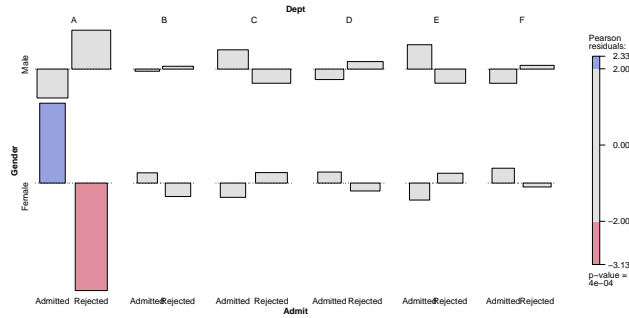 Dept
A B C D E F
Pearson
residuals:
2.33
2.00
0.00
−2.00
−3.13
p−value =
4e−04
Gender
Male
Female
Admitted Rejected Admitted Rejected Admitted Rejected Admitted Rejected Admitted Rejected Admitted Rejected
Admit